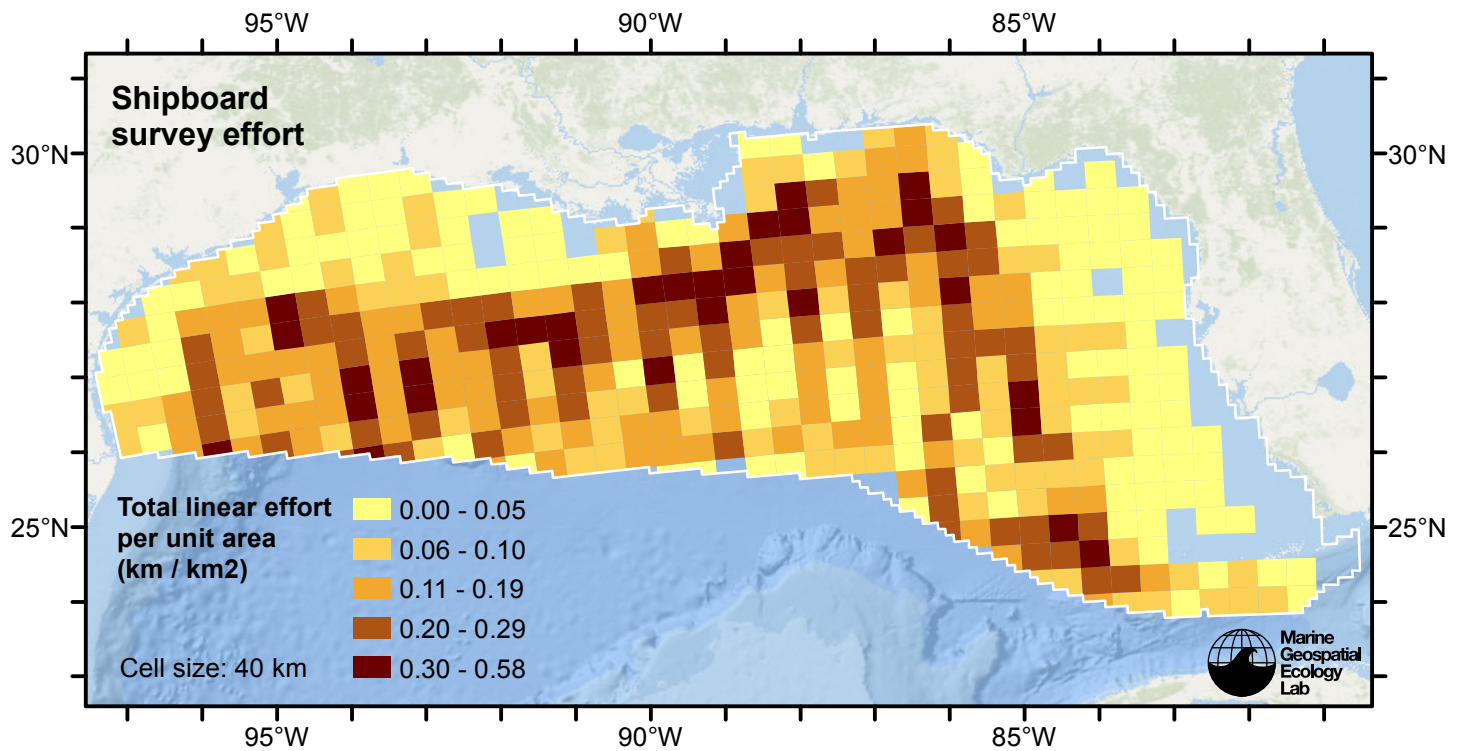 95°W 90°W 85°W
Shipboard
survey effort
30°N 30°N
25°N 25°N
Total linear effort
per unit area
(km / km2)
0.00 - 0.05
0.06 - 0.10
0.11 - 0.19
0.20 - 0.29
0.30 - 0.58
Cell size: 40 km
Marine
Geospatial
Ecology
Lab
95°W 90°W 85°W